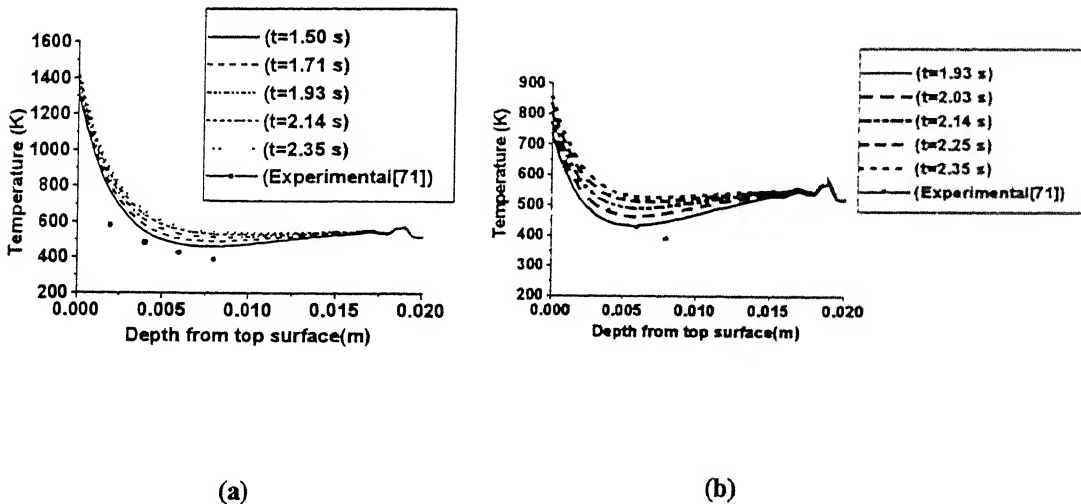 (t=1.50 s)
(t=1.71 s)
(t=1.93 s)
(t=2.14 s)
(t=2.35 s)
(Experimental[71])
1600
1400
1200
1000
800
600
400
200
Temperature (K)
0.000 0.005 0.010 0.015 0.020
Depth from top surface(m)
(a)
(t=1.93 s)
(t=2.03 s)
(t=2.14 s)
(t=2.25 s)
(t=2.35 s)
(Experimental[71])
900
800
700
600
500
400
300
200
Temperature (K)
0.000 0.005 0.010 0.015 0.020
Depth from top surface(m)
(b)